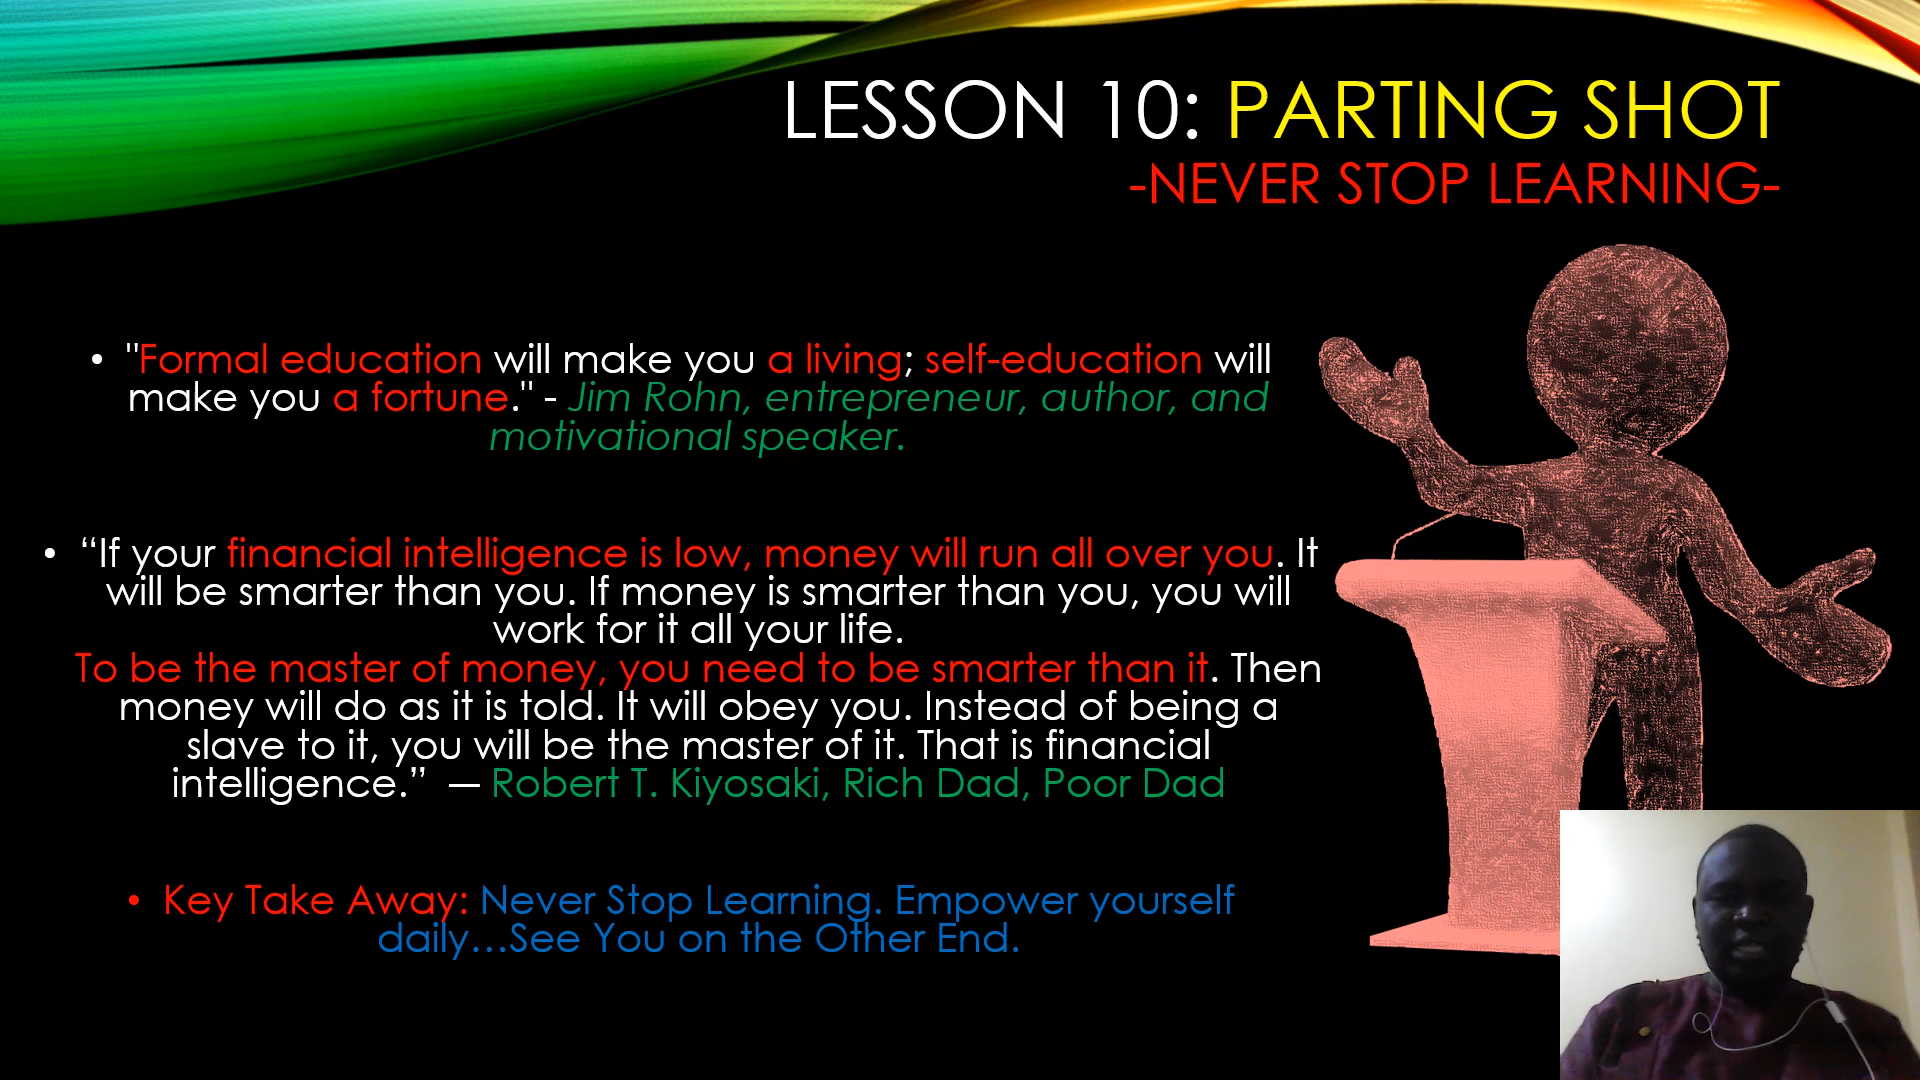 LESSON 10: PARTING SHOT
-NEVER STOP LEARNING-
• "Formal education will make you a living; self-education will
make you a fortune." - Jim Rohn, entrepreneur, author, and
motivational speaker.
• “If your financial intelligence is low, money will run all over you. It
will be smarter than you. If money is smarter than you, you will
work for it all your life.
To be the master of money, you need to be smarter than it. Then
money will do as it is told. It will obey you. Instead of being a
slave to it, you will be the master of it. That is financial
intelligence.” — Robert T. Kiyosaki, Rich Dad, Poor Dad
• Key Take Away: Never Stop Learning. Empower yourself
daily...See You on the Other End.